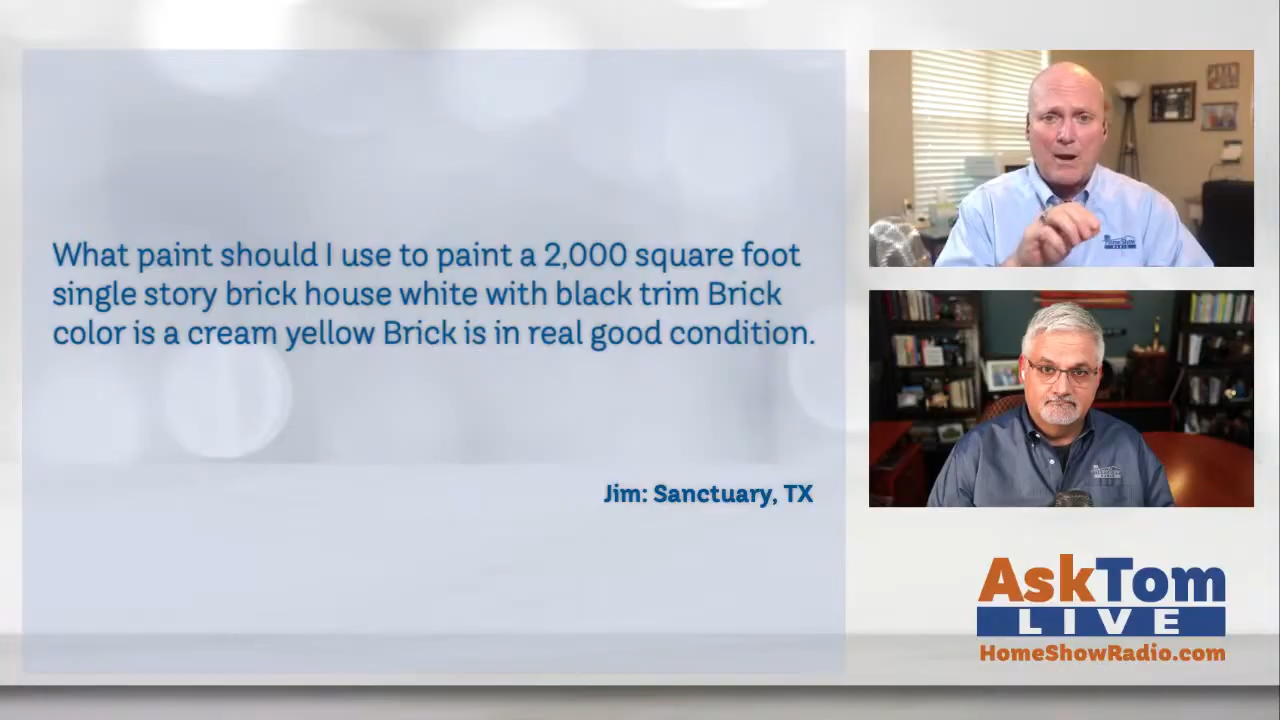 What paint should I use to paint a 2,000 square foot
single story brick house white with black trim Brick
color is a cream yellow Brick is in real good condition.
Jim: Sanctuary, TX
AskTom
LIVE
HomeShowRadio.com